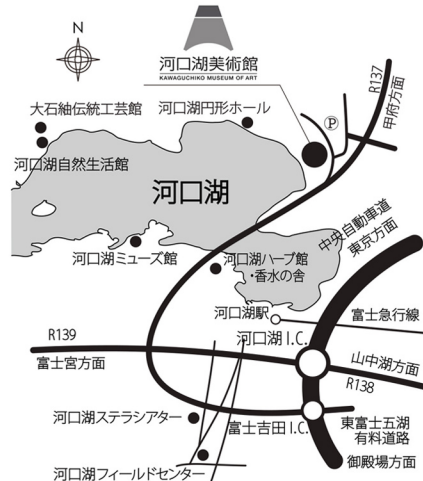 N
河口湖美術館
KAWAGUCHIKO MUSEUM OF ART
R137
甲府方面
大石紬伝統工芸館
河口湖円形ホール
P
河口湖自然生活館
河口湖
中央自動車道
東京方面
河口湖ミューズ館
河口湖ハーブ館
・香水の舎
河口湖駅
富士急行線
河口湖 I.C.
R139
富士宮方面
山中湖方面
R138
河口湖ステラシアター
富士吉田 I.C.
東富士五湖
有料道路
河口湖フィールドセンター
御殿場方面